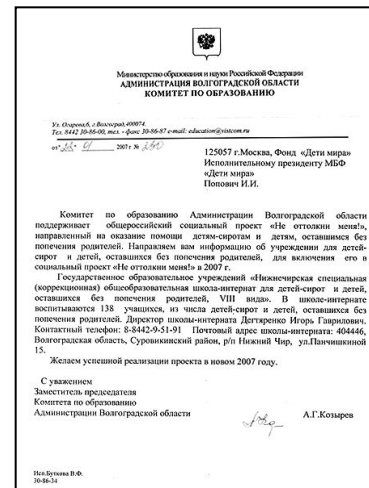 Министерство образования и науки Российской Федерации
АДМИНИСТРАЦИЯ ВОЛГОГРАДСКОЙ ОБЛАСТИ
КОМИТЕТ ПО ОБРАЗОВАНИЮ
Ул. Огарева,6, г.Волгоград,400074.
Тел. 8442 30-86-00, тел. - факс 30-86-87 e-mail: education@vistcom.ru
от 2007 г №
125057 г.Москва, Фонд «Дети мира»
Исполнительному президенту МБФ
«Дети мира»
Попович И.И.
Комитет по образованию Администрации Волгоградской области
поддерживает общероссийский социальный проект «Не оттолкни меня!»,
направленный на оказание помощи детям-сиротам и детям, оставшимся без
попечения родителей. Направляем вам информацию об учреждении для детей-
сирот и детей, оставшихся без попечения родителей, для включения его в
социальный проект «Не оттолкни меня!» в 2007 г.
Государственное образовательное учреждений «Нижнечирская специальная
(коррекционная) общеобразовательная школа-интернат для детей-сирот и детей,
оставшихся без попечения родителей, VIII вида». В школе-интернате
воспитываются 138 учащихся, из числа детей-сирот и детей, оставшихся без
попечения родителей. Директор школы-интерната Дегтяренко Игорь Гаврилович.
Контактный телефон: 8-8442-9-51-91 Почтовый адрес школы-интерната: 404446,
Волгоградская область, Суровикинский район, р/п Нижний Чир, ул.Панчишкиной
15.
Желаем успешной реализации проекта в новом 2007 году.
С уважением
Заместитель председателя
Комитета по образованию
Администрации Волгоградской области А.Г.Козырев
Исп.Буткова В.Ф.
30-86-34